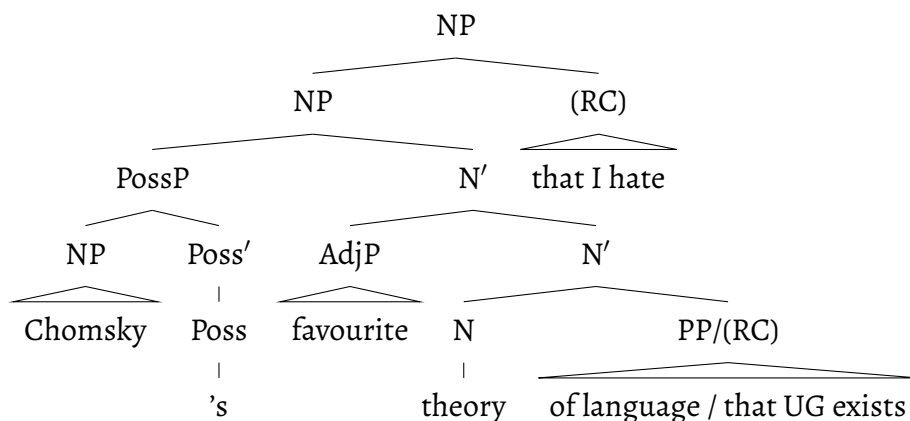 NP
NP (RC)
PossP N′ that I hate
NP Poss′ AdjP N′
Chomsky Poss favourite N PP/(RC)
’s theory of language / that UG exists